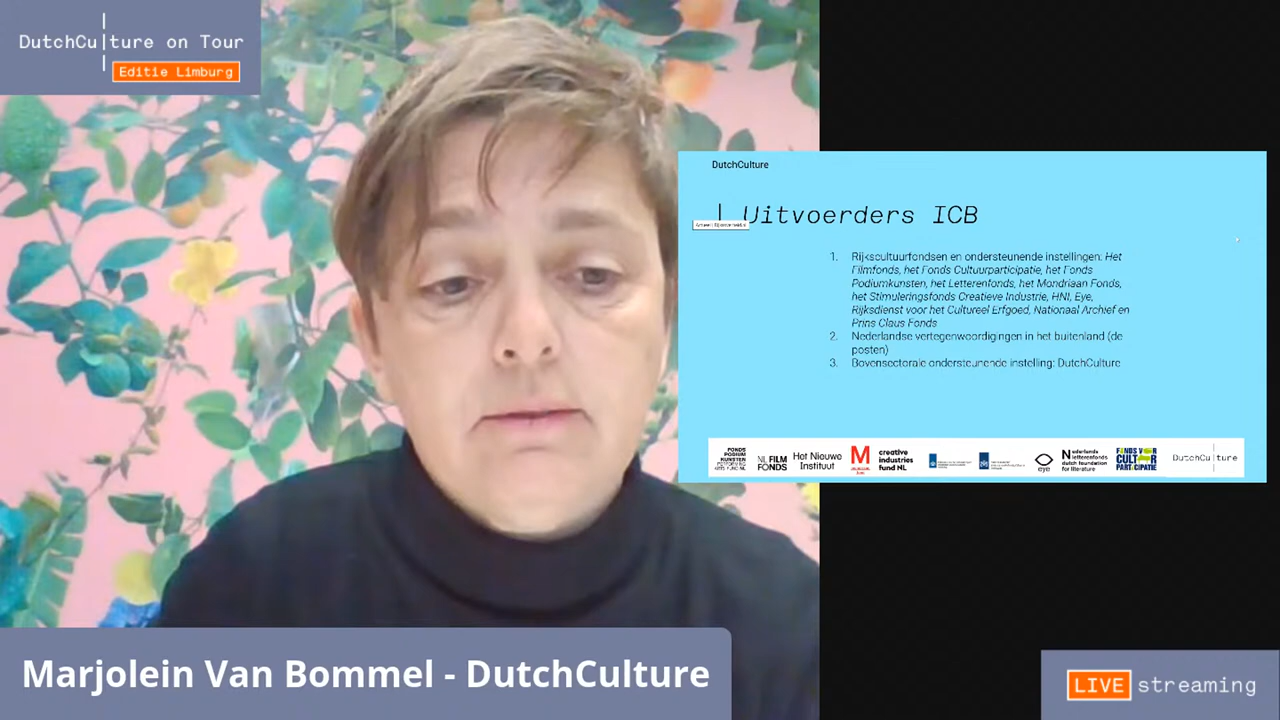 DutchCulture on Tour
Editie Limburg
DutchCulture
| Uitvoerders ICB
1. Rijkscultuurfondsen en ondersteunende instellingen: Het
Filmfonds, het Fonds Cultuurparticipatie, het Fonds
Podiumkunsten, het Letterenfonds, het Mondriaan Fonds,
het Stimuleringsfonds Creatieve Industrie, HNI, Eye,
Rijksdienst voor het Cultureel Erfgoed, Nationaal Archief en
Prins Claus Fonds
2. Nederlandse vertegenwoordigingen in het buitenland (de
posten)
3. Bovensectorale ondersteunende instelling: DutchCulture
FONDS
PODIUM
KUNSTEN
PERFORMING
ARTS FUND NL
NL FILM
FONDS
Het Nieuwe
Instituut
M
creative
industries
fund NL
eye
Nederlands
letterenfonds
dutch foundation
for literature
FONDS VOOR
CULTUUR
PARTICIPATIE
DutchCulture
Marjolein Van Bommel - DutchCulture
LIVE streaming